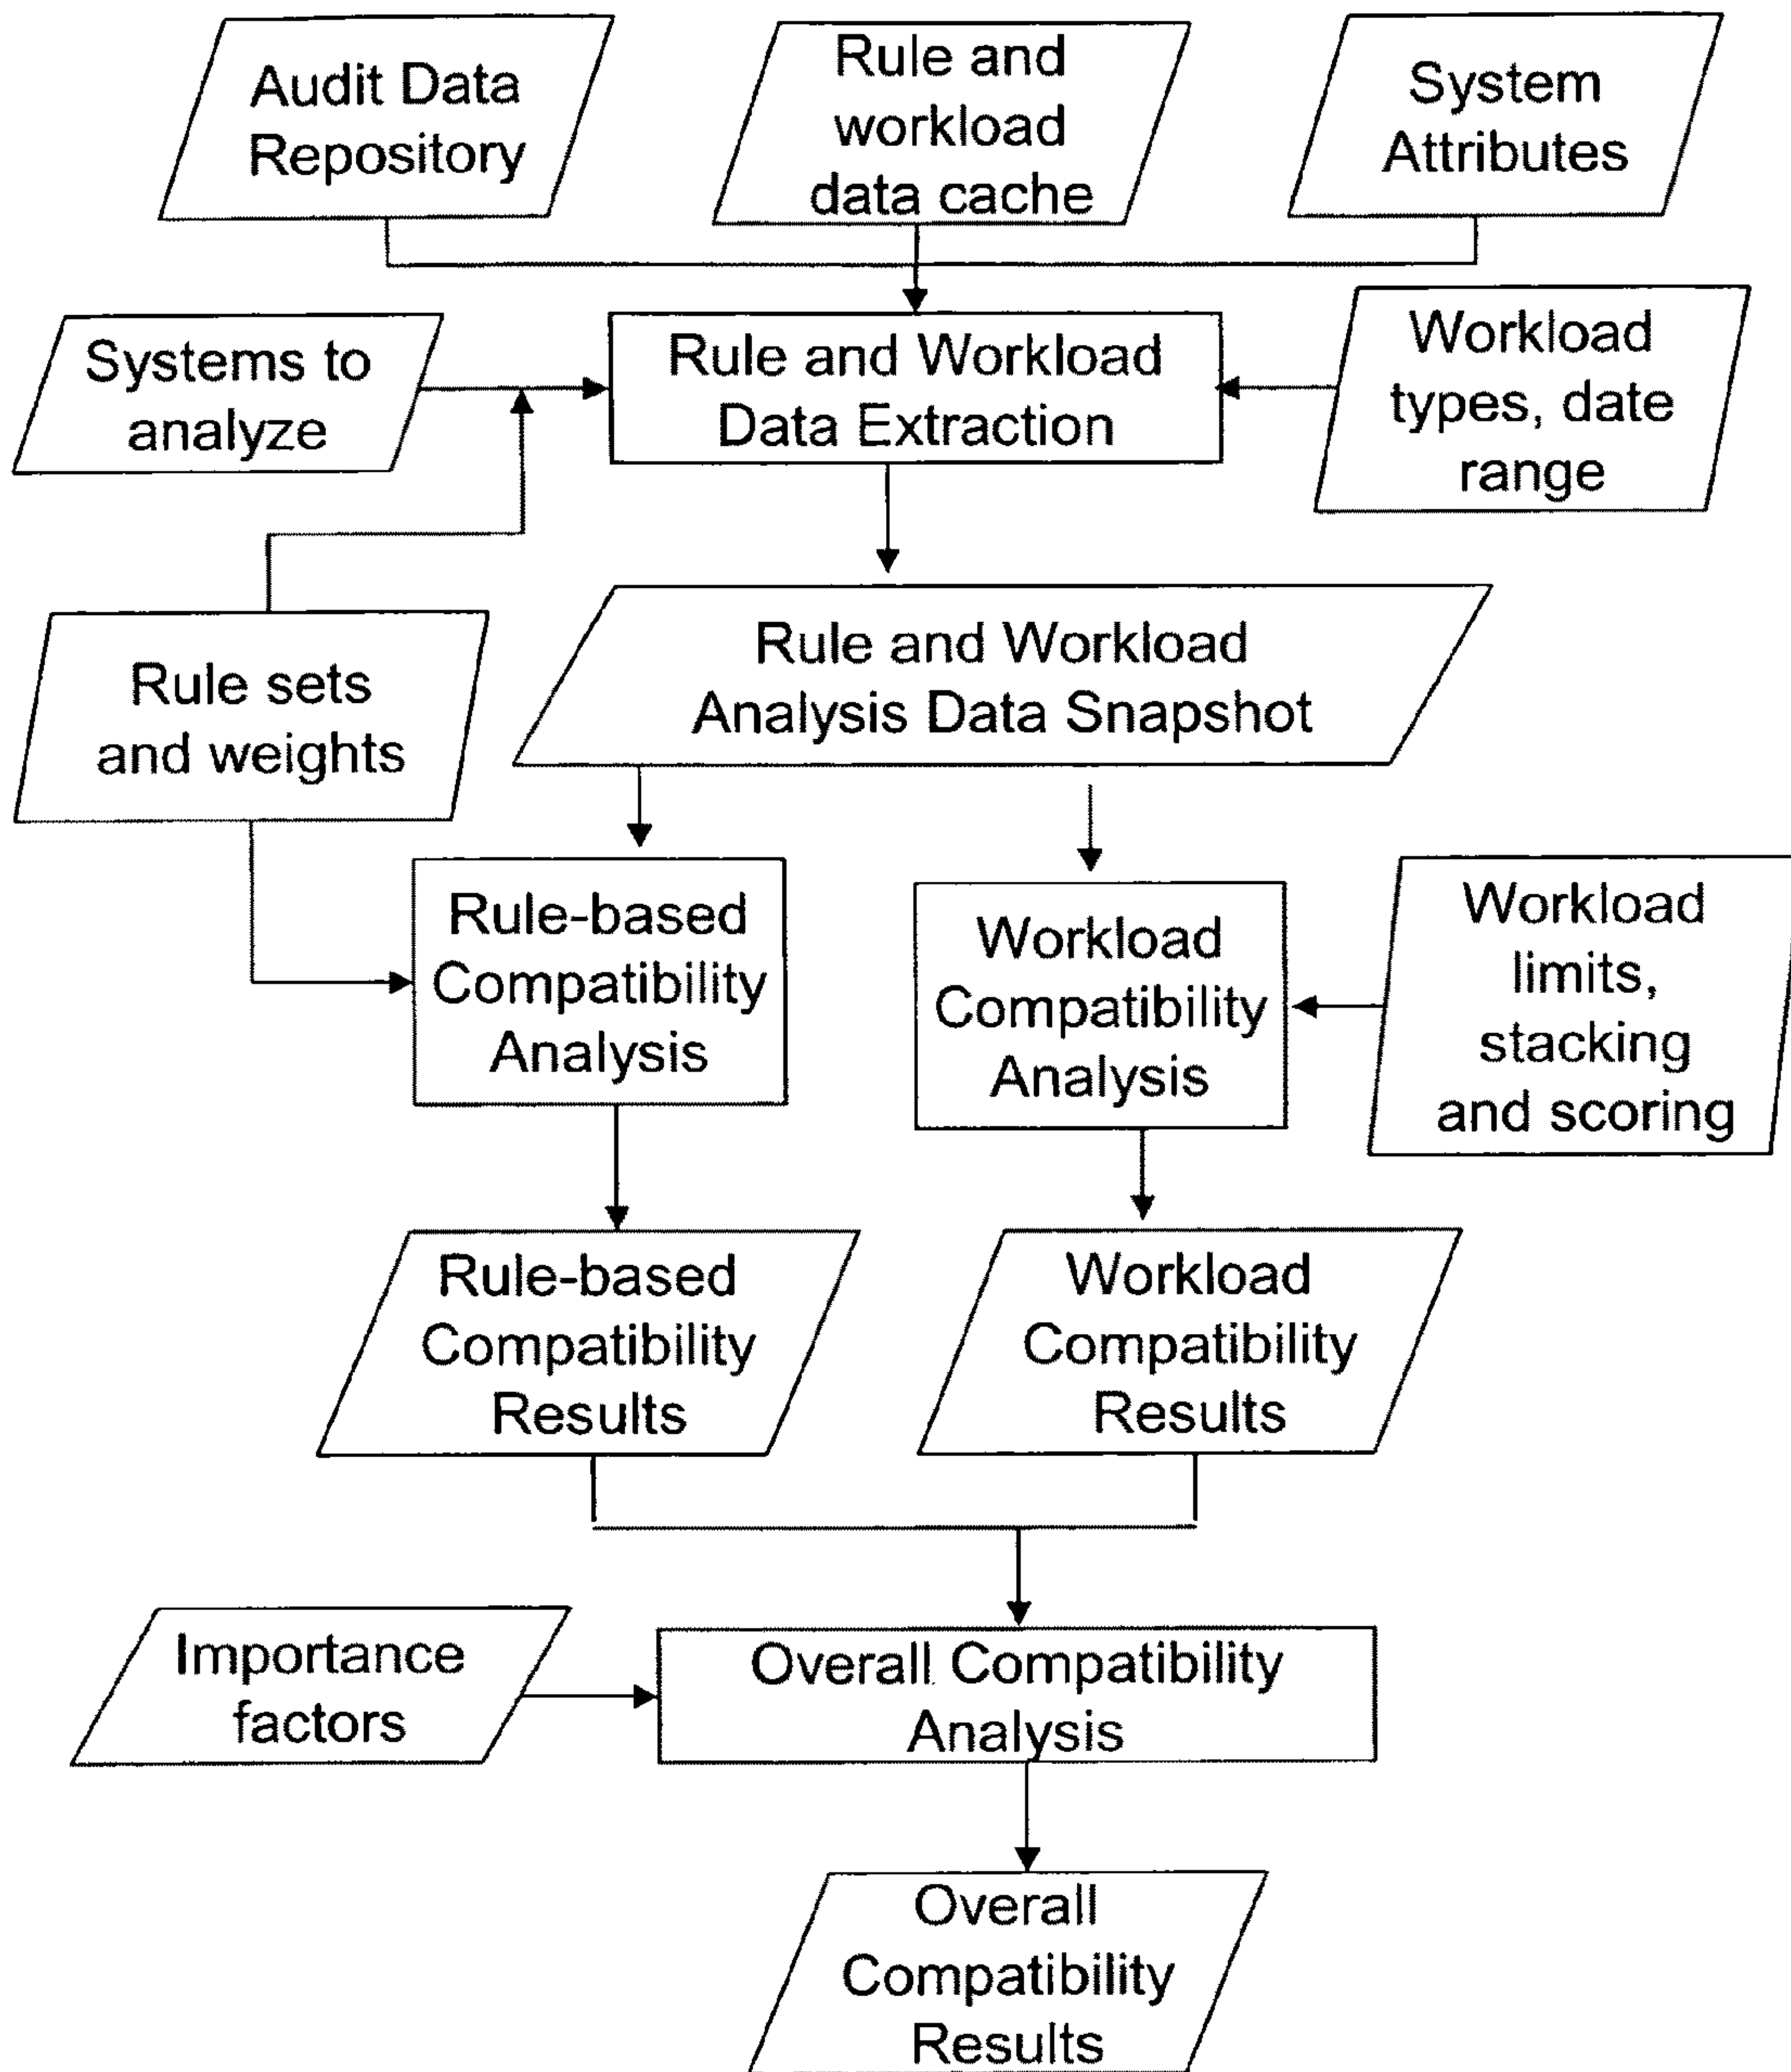 Audit Data
Repository
Rule and
workload
data cache
System
Attributes
Systems to
analyze
Rule and Workload
Data Extraction
Workload
types, date
range
Rule sets
and weights
Rule and Workload
Analysis Data Snapshot
Rule-based
Compatibility
Analysis
Workload
Compatibility
Analysis
Workload
limits,
stacking
and scoring
Rule-based
Compatibility
Results
Workload
Compatibility
Results
Importance
factors
Overall Compatibility
Analysis
Overall
Compatibility
Results